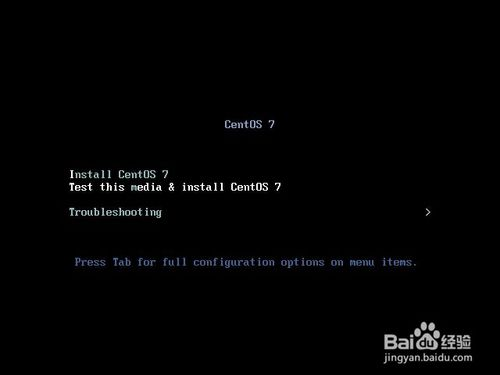 CentOS 7
Install CentOS 7
Test this media & install CentOS 7
Troubleshooting >
Press Tab for full configuration options on menu items.
Bai du 经验
jingyan.baidu.com